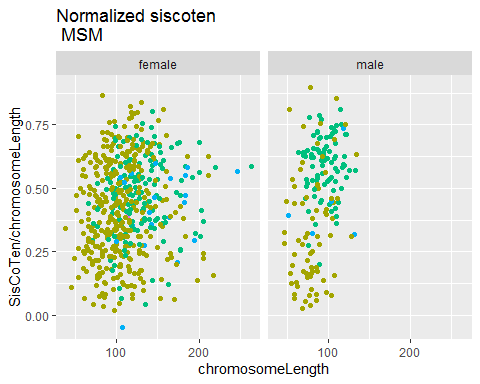 Normalized siscoten
MSM
female
male
SisCoTen/chromosomeLength
0.75
0.50
0.25
0.00
100
200
100
200
chromosomeLength